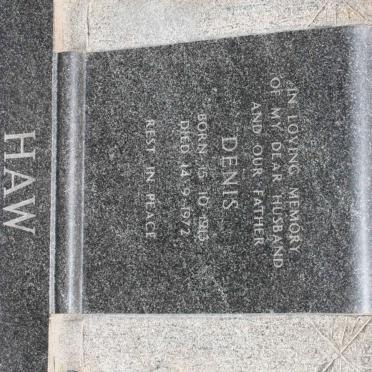 IN LOVING MEMORY
OF MY DEAR HUSBAND
AND OUR FATHER
DENIS
BORN 15. 10.
DIED 14. 9. 1972
REST IN PEACE
HAW